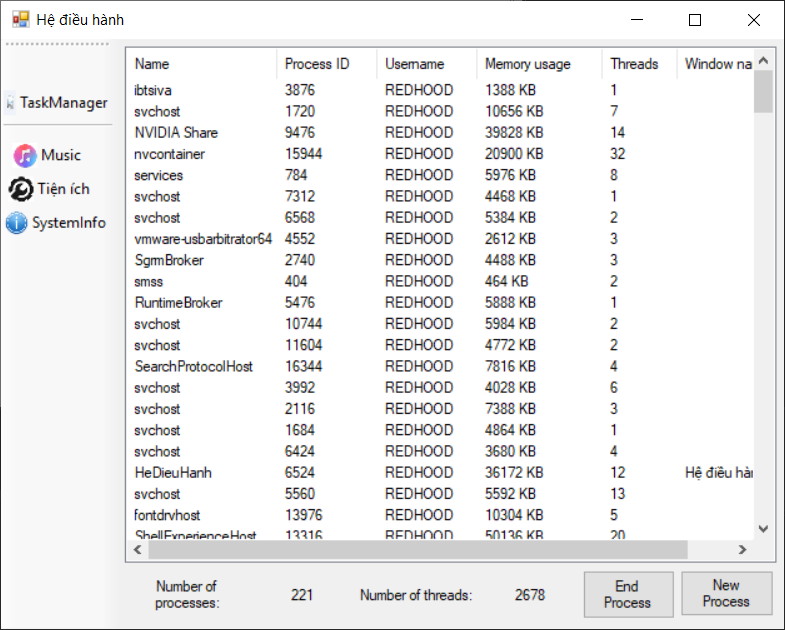 Hệ điều hành
TaskManager
Music
Tiện ích
SystemInfo
Name Process ID Username Memory usage Threads Window na
ibtsiva 3876 REDHOOD 1388 KB 1
svchost 1720 REDHOOD 10656 KB 7
NVIDIA Share 9476 REDHOOD 39828 KB 14
nvcontainer 15944 REDHOOD 20900 KB 32
services 784 REDHOOD 5976 KB 8
svchost 7312 REDHOOD 4468 KB 1
svchost 6568 REDHOOD 5384 KB 2
vmware-usbarbitrator64 4552 REDHOOD 2612 KB 3
SgrmBroker 2740 REDHOOD 4488 KB 3
smss 404 REDHOOD 464 KB 2
RuntimeBroker 5476 REDHOOD 5888 KB 1
svchost 10744 REDHOOD 5984 KB 2
svchost 11604 REDHOOD 4772 KB 2
SearchProtocolHost 16344 REDHOOD 7816 KB 4
svchost 3992 REDHOOD 4028 KB 6
svchost 2116 REDHOOD 7388 KB 3
svchost 1684 REDHOOD 4864 KB 1
svchost 6424 REDHOOD 3680 KB 4
HeDieuHanh 6524 REDHOOD 36172 KB 12 Hệ điều hàn
svchost 5560 REDHOOD 5592 KB 13
fontdrvhost 13976 REDHOOD 10304 KB 5
ShellExperienceHost 13316 REDHOOD 50136 KB 20
Number of
processes:
221
Number of threads: 2678
End
Process
New
Process